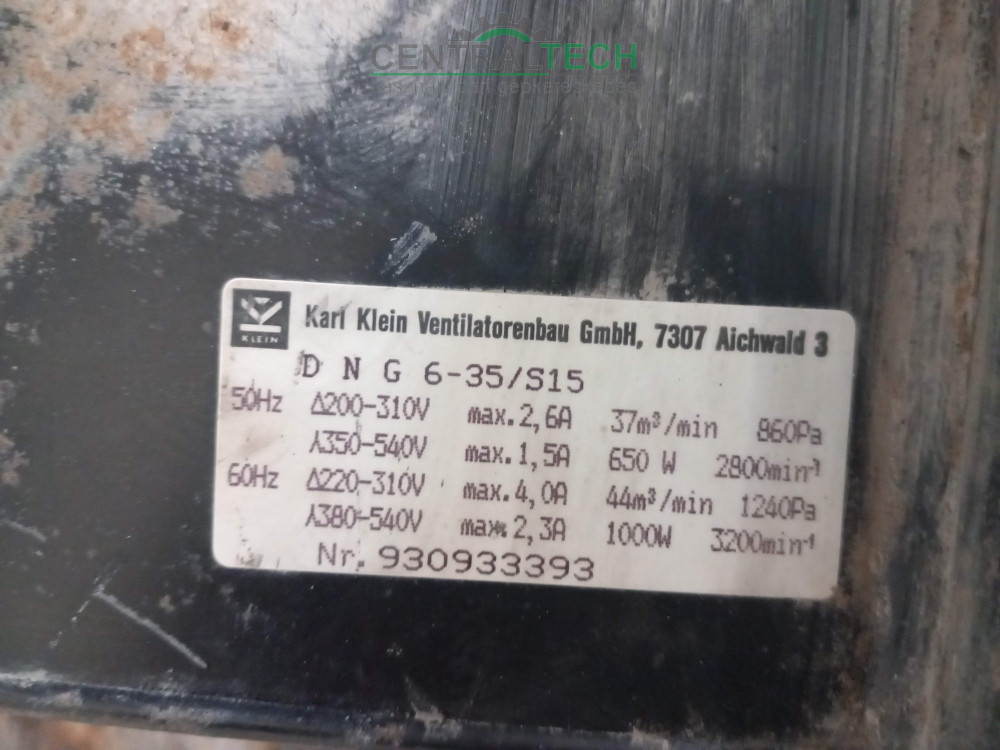 CENTRALTECH
KLEIN
Karl Klein Ventilatorenbau GmbH, 7307 Aichwald 3
D N G 6-35/S15
50Hz Δ200-310V max.2,6A 37m³/min 860Pa
⅄350-540V max.1,5A 650 W 2800min⁻¹
60Hz Δ220-310V max.4,0A 44m³/min 1240Pa
⅄380-540V max.2,3A 1000W 3200min⁻¹
Nr. 930933393